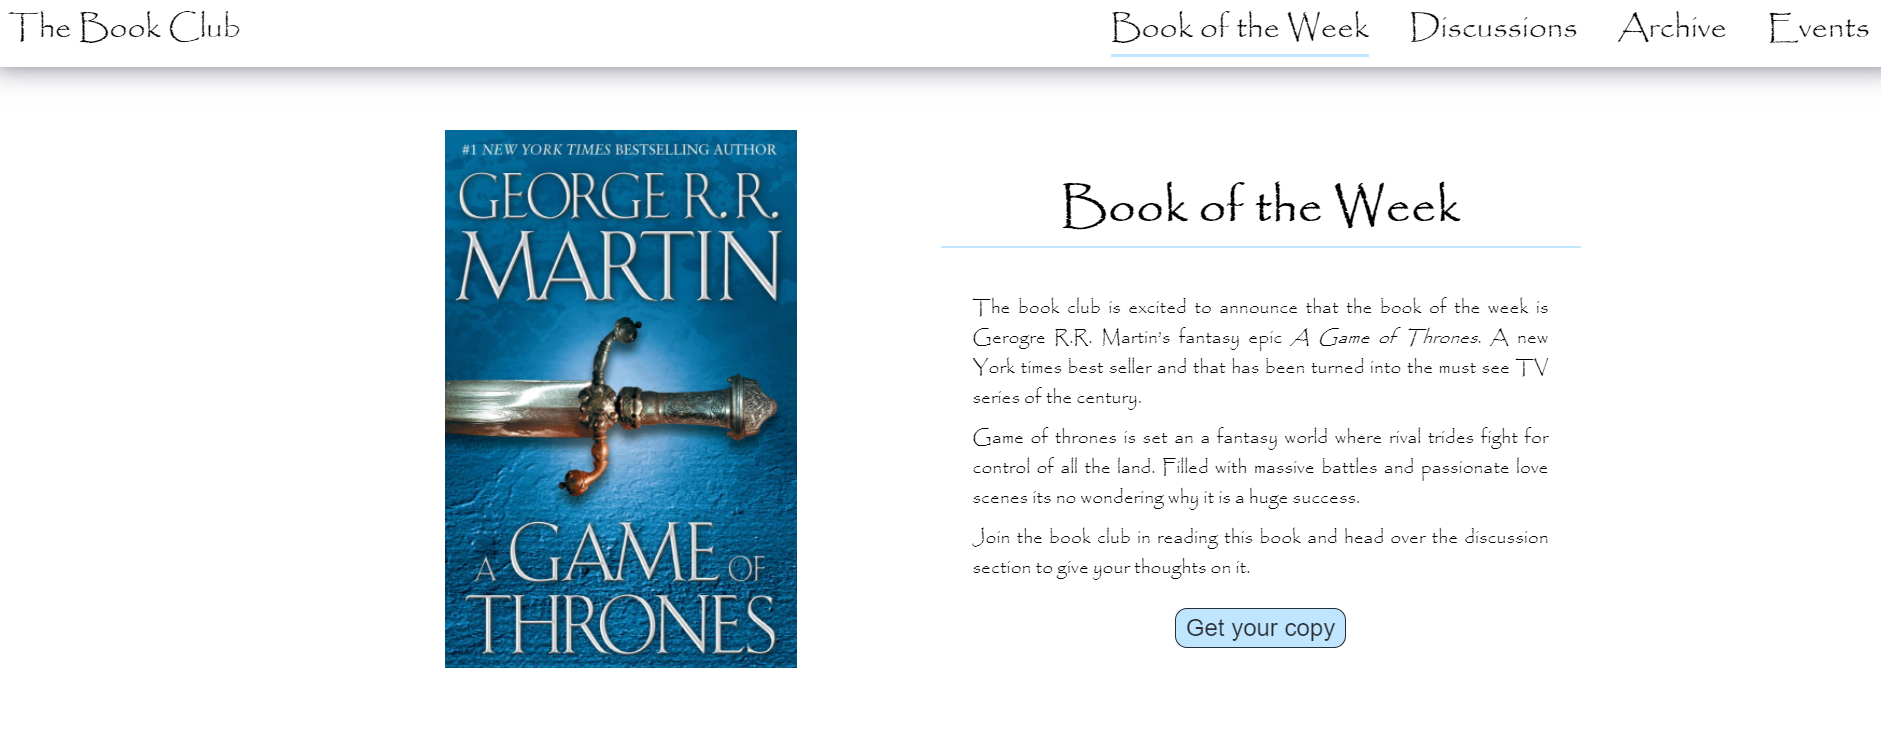 The Book Club
Book of the Week
Discussions
Archive
Events
#1 NEW YORK TIMES BESTSELLING AUTHOR
GEORGE R.R.
MARTIN
A GAME OF
THRONES
Book of the Week
The book club is excited to announce that the book of the week is
Gerogre R.R. Martin's fantasy epic A Game of Thrones. A new
York times best seller and that has been turned into the must see TV
series of the century.
Game of thrones is set an a fantasy world where rival trides fight for
control of all the land. Filled with massive battles and passionate love
scenes its no wondering why it is a huge success.
Join the book club in reading this book and head over the discussion
section to give your thoughts on it.
Get your copy